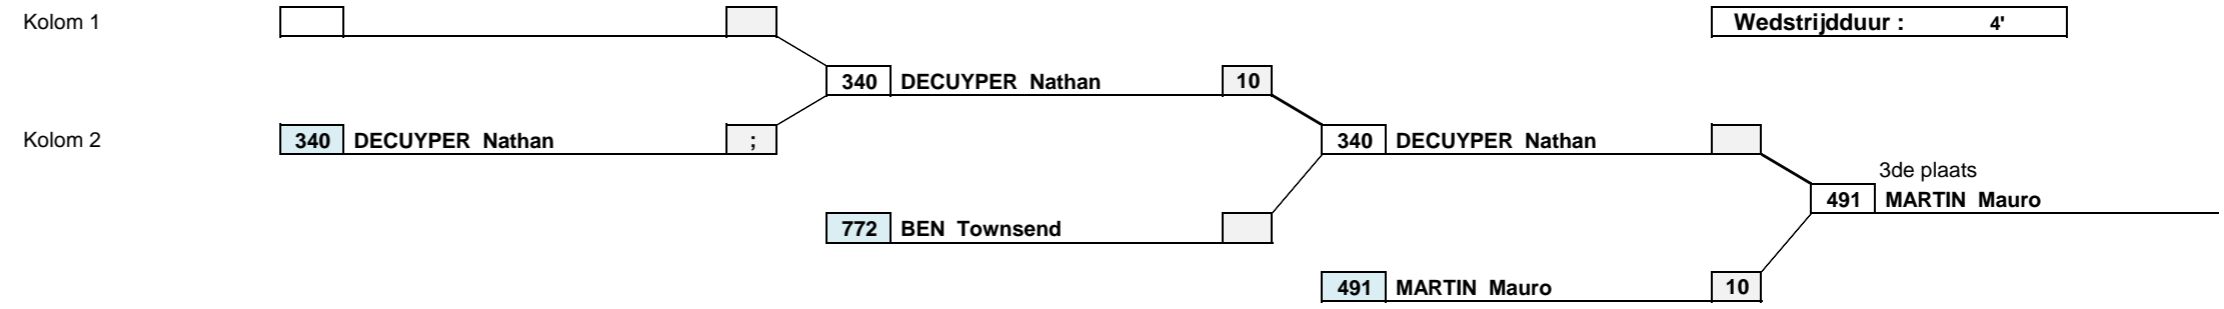 Kolom 1
Wedstrijdduur : 4'
340 DECUYPER Nathan 10
Kolom 2 340 DECUYPER Nathan ; 340 DECUYPER Nathan
3de plaats
491 MARTIN Mauro
772 BEN Townsend
491 MARTIN Mauro 10